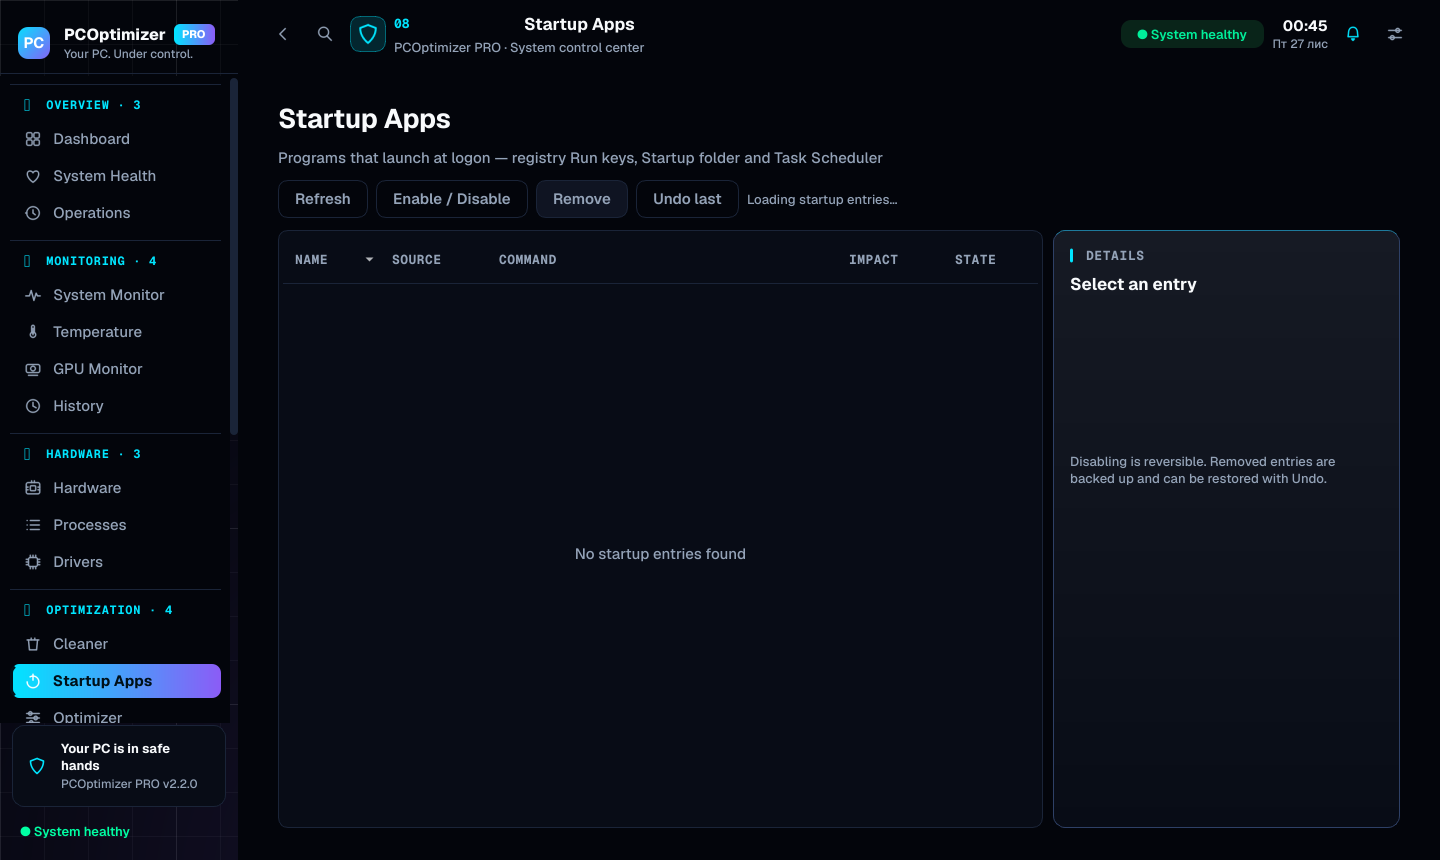 PC
PCOptimizer PRO
Your PC. Under control.
OVERVIEW · 3
Dashboard
System Health
Operations
MONITORING · 4
System Monitor
Temperature
GPU Monitor
History
HARDWARE · 3
Hardware
Processes
Drivers
OPTIMIZATION · 4
Cleaner
Startup Apps
Optimizer
Your PC is in safe
hands
PCOptimizer PRO v2.2.0
System healthy
08
Startup Apps
PCOptimizer PRO · System control center
System healthy
00:45
Пт 27 лис
Startup Apps
Programs that launch at logon — registry Run keys, Startup folder and Task Scheduler
Refresh
Enable / Disable
Remove
Undo last
Loading startup entries…
NAME
SOURCE
COMMAND
IMPACT
STATE
No startup entries found
DETAILS
Select an entry
Disabling is reversible. Removed entries are
backed up and can be restored with Undo.